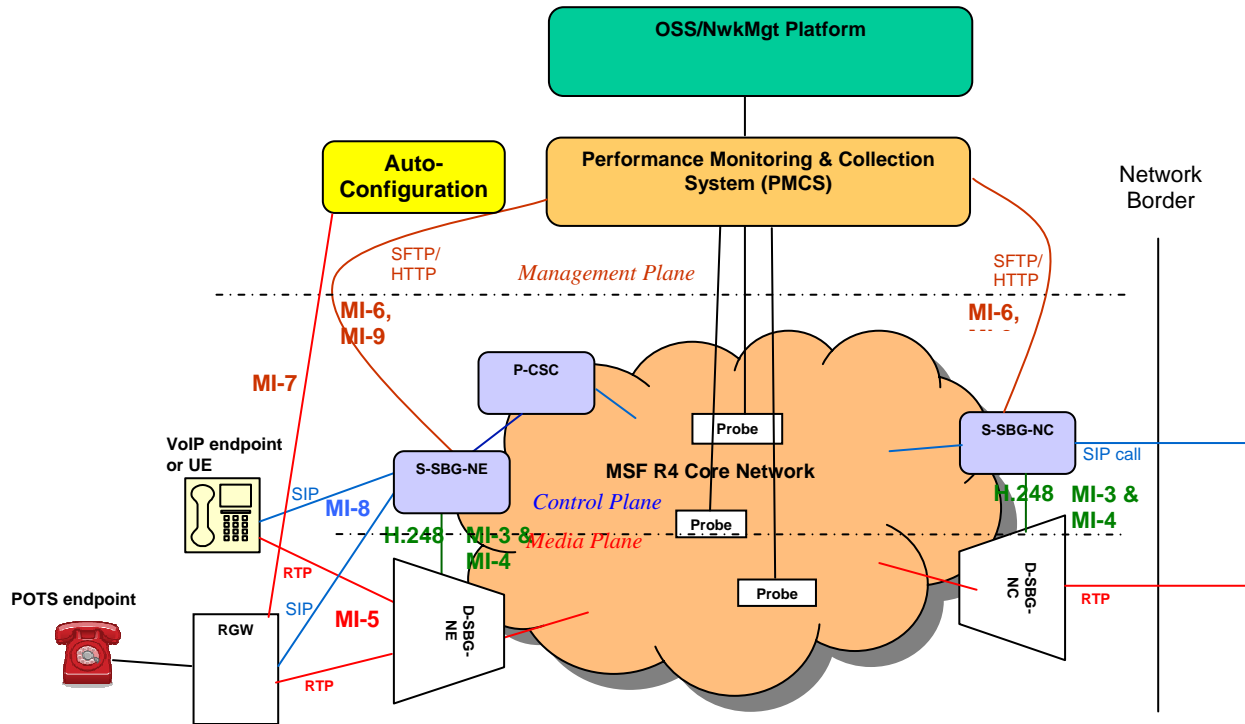 OSS/NwkMgt Platform
Auto-
Configuration
Performance Monitoring & Collection
System (PMCS)
Network
Border
SFTP/
HTTP
Management Plane
SFTP/
HTTP
MI-6,
MI-9
MI-6,
P-CSC
MI-7
Probe
VoIP endpoint
or UE
S-SBG-NE
MSF R4 Core Network
S-SBG-NC
SIP call
SIP
MI-8
Control Plane
H.248
MI-3 &
MI-4
Probe
H.248
MI-3 &
MI-4
Media Plane
RTP
D-SBG-
NE
D-SBG-
NC
Probe
RTP
POTS endpoint
SIP
RGW
MI-5
RTP